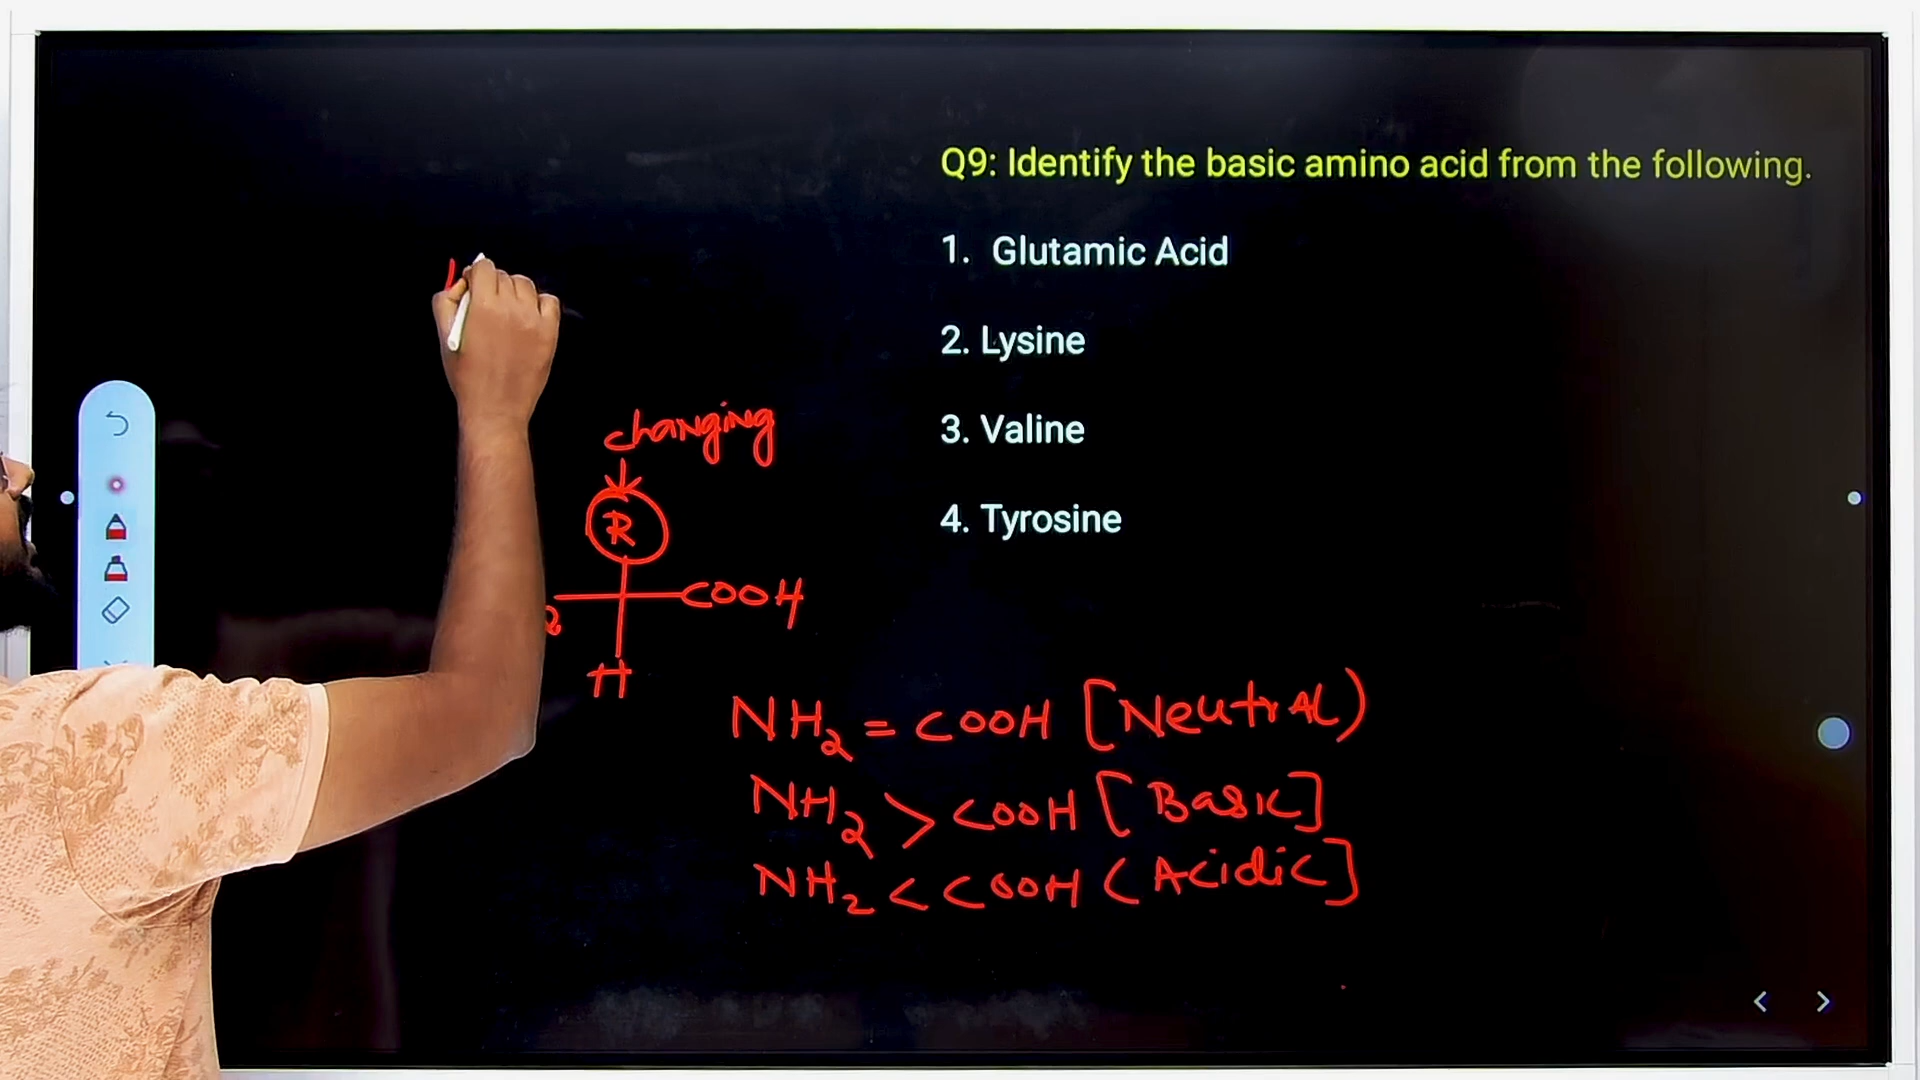 Q9: Identify the basic amino acid from the following.
1. Glutamic Acid
2. Lysine
3. Valine
4. Tyrosine
changing
R
COOH
2
H
NH2 = COOH [Neutral)
NH2 > COOH [Basic]
NH2 < COOH (Acidic]